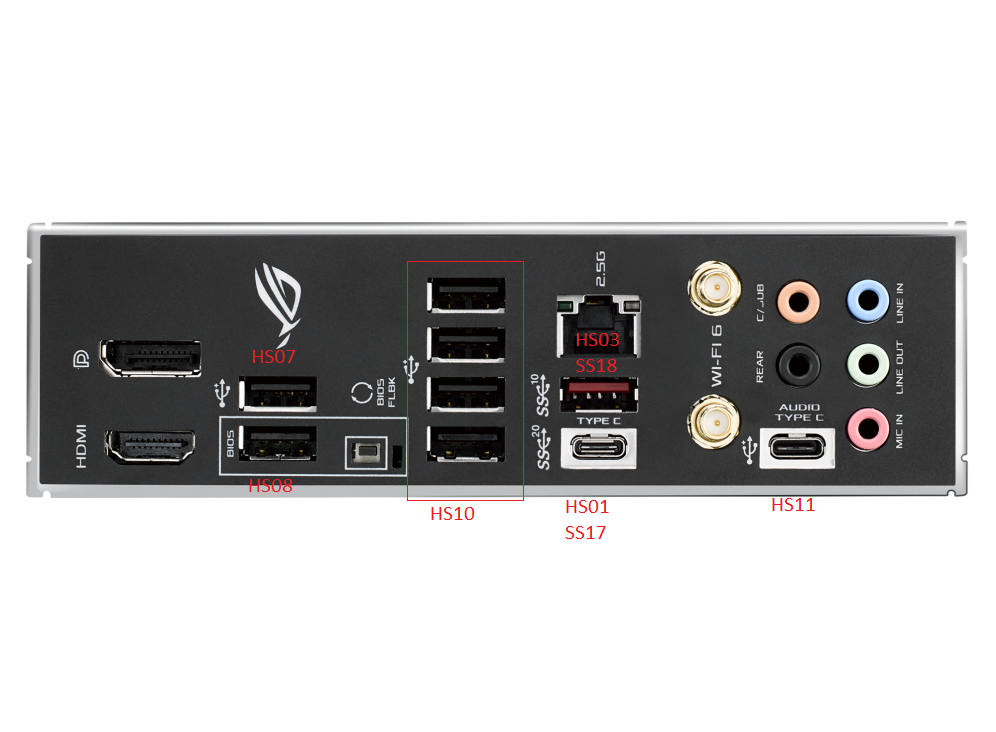 2.5G
C/SUB
LINE IN
HS07
HS03
SS18
WI-FI 6
REAR
LINE OUT
BIOS
FLBK
SS 10
TYPE C
AUDIO
TYPE C
HDMI
BIOS
SS 20
MIC IN
HS08
HS10
HS01
SS17
HS11